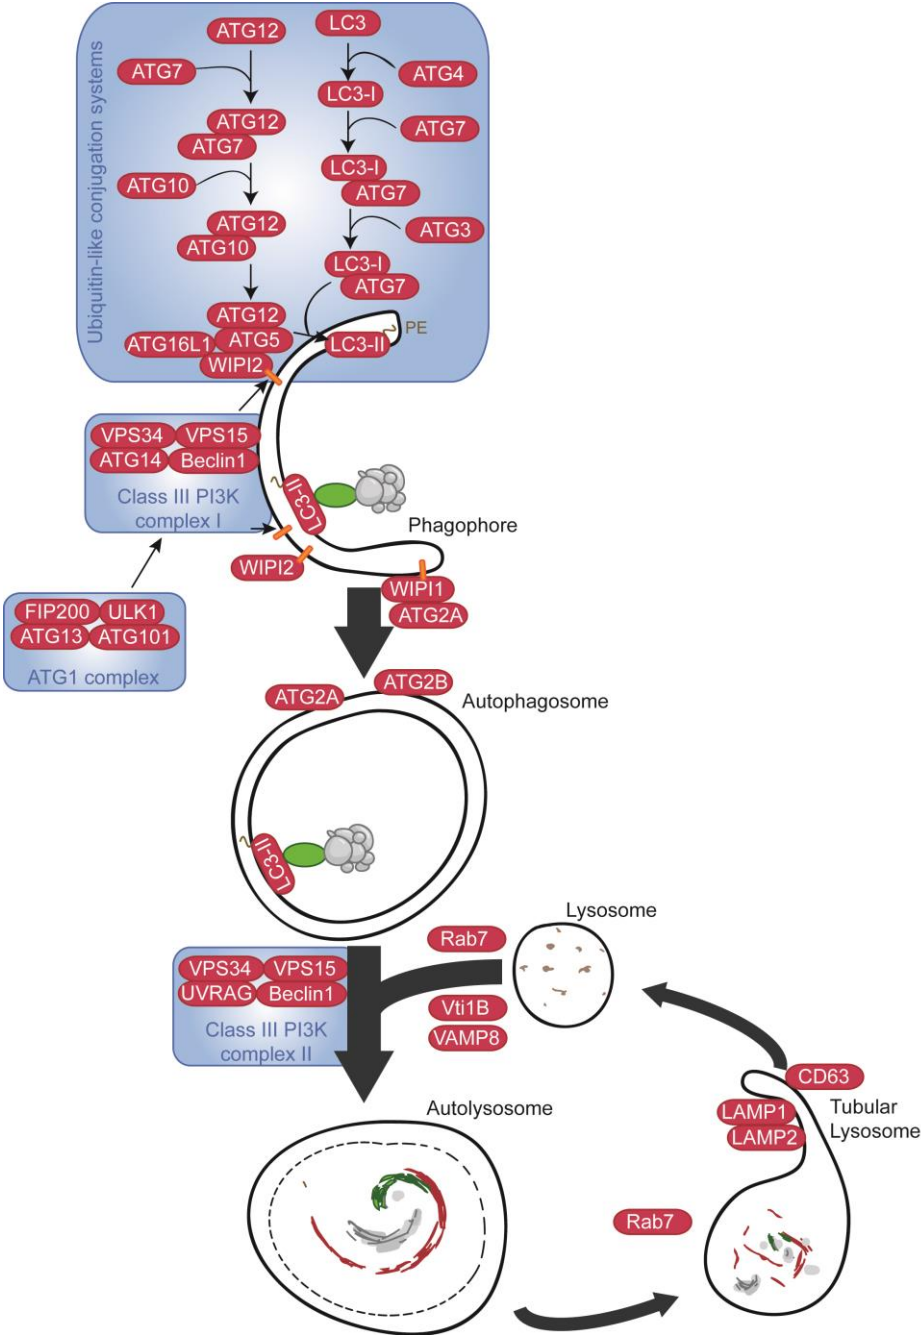 Ubiquitin-like conjugation systems
ATG12
ATG7
ATG12
ATG7
ATG10
ATG12
ATG10
ATG12
ATG5
ATG16L1
WIPI2
LC3
ATG4
LC3-I
ATG7
LC3-I
ATG7
ATG3
LC3-I
ATG7
PE
LC3-II
VPS34
VPS15
ATG14
Beclin1
Class III PI3K
complex I
LC3-II
Phagophore
WIPI2
WIPI1
ATG2A
FIP200
ULK1
ATG13
ATG101
ATG1 complex
ATG2A
ATG2B
Autophagosome
LC3-II
Lysosome
Rab7
VPS34
VPS15
UVRAG
Beclin1
Class III PI3K
complex II
Vti1B
VAMP8
CD63
LAMP1
LAMP2
Tubular
Lysosome
Autolysosome
Rab7